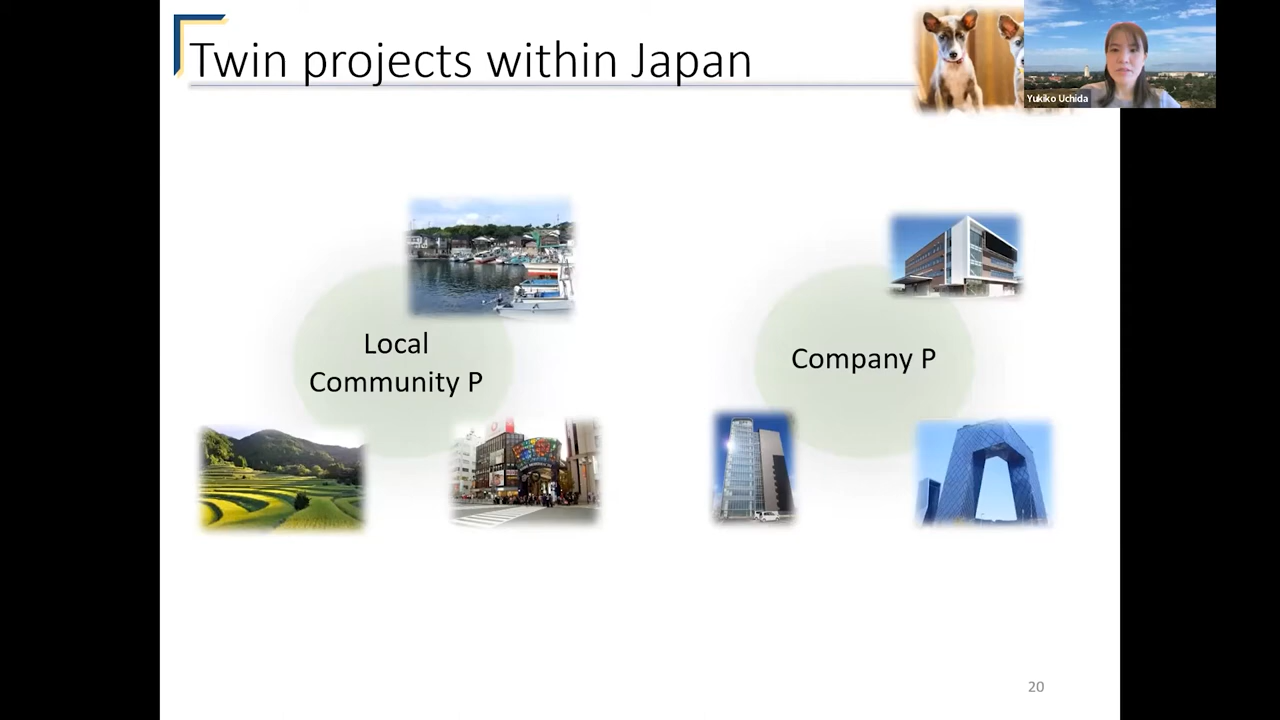 Twin projects within Japan
Yukiko Uchida
Local
Community P
Company P
20